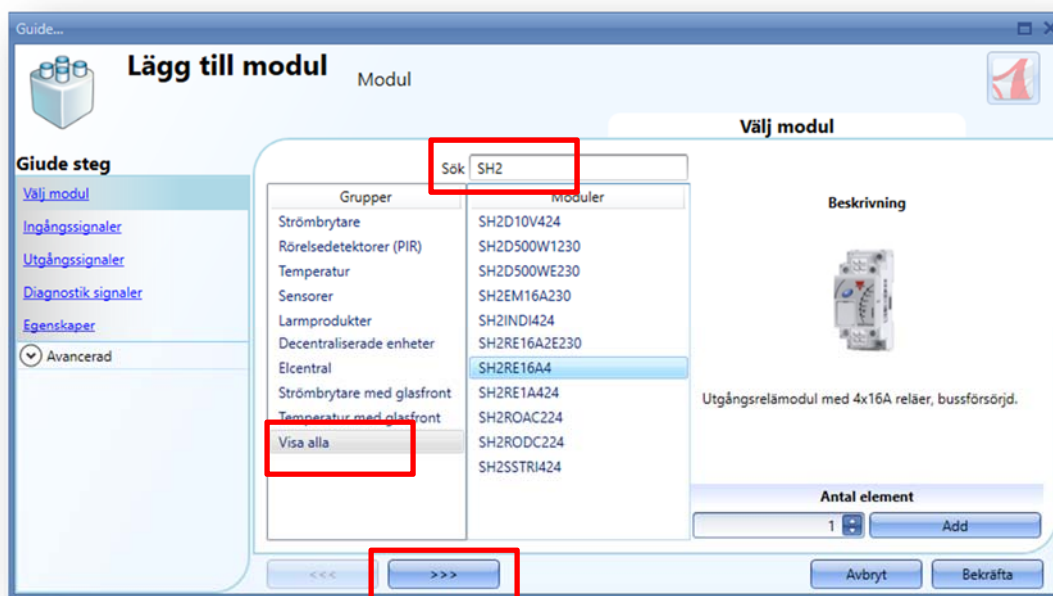 Guide...
Lägg till modul
Modul
Välj modul
Giude steg
Välj modul
Ingångssignaler
Utgångssignaler
Diagnostik signaler
Egenskaper
Avancerad
Sök SH2
Grupper
Strömbrytare
Rörelsedetektorer (PIR)
Temperatur
Sensorer
Larmprodukter
Decentraliserade enheter
Elcentral
Strömbrytare med glasfront
Temperatur med glasfront
Visa alla
Moduler
SH2D10V424
SH2D500W1230
SH2D500WE230
SH2EM16A230
SH2INDI424
SH2RE16A2E230
SH2RE16A4
SH2RE1A424
SH2ROAC224
SH2RODC224
SH2SSTRI424
Beskrivning
Utgångsrelämodul med 4x16A reläer, bussförsörjd.
Antal element
1 Add
<<< >>> Avbryt Bekräfta